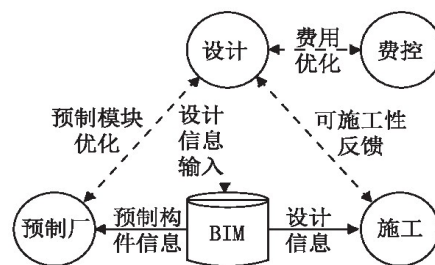 设计
费用
优化
费控
预制模块
优化
设计
信息
输入
可施工性
反馈
预制厂
预制构
件信息
BIM
设计
信息
施工